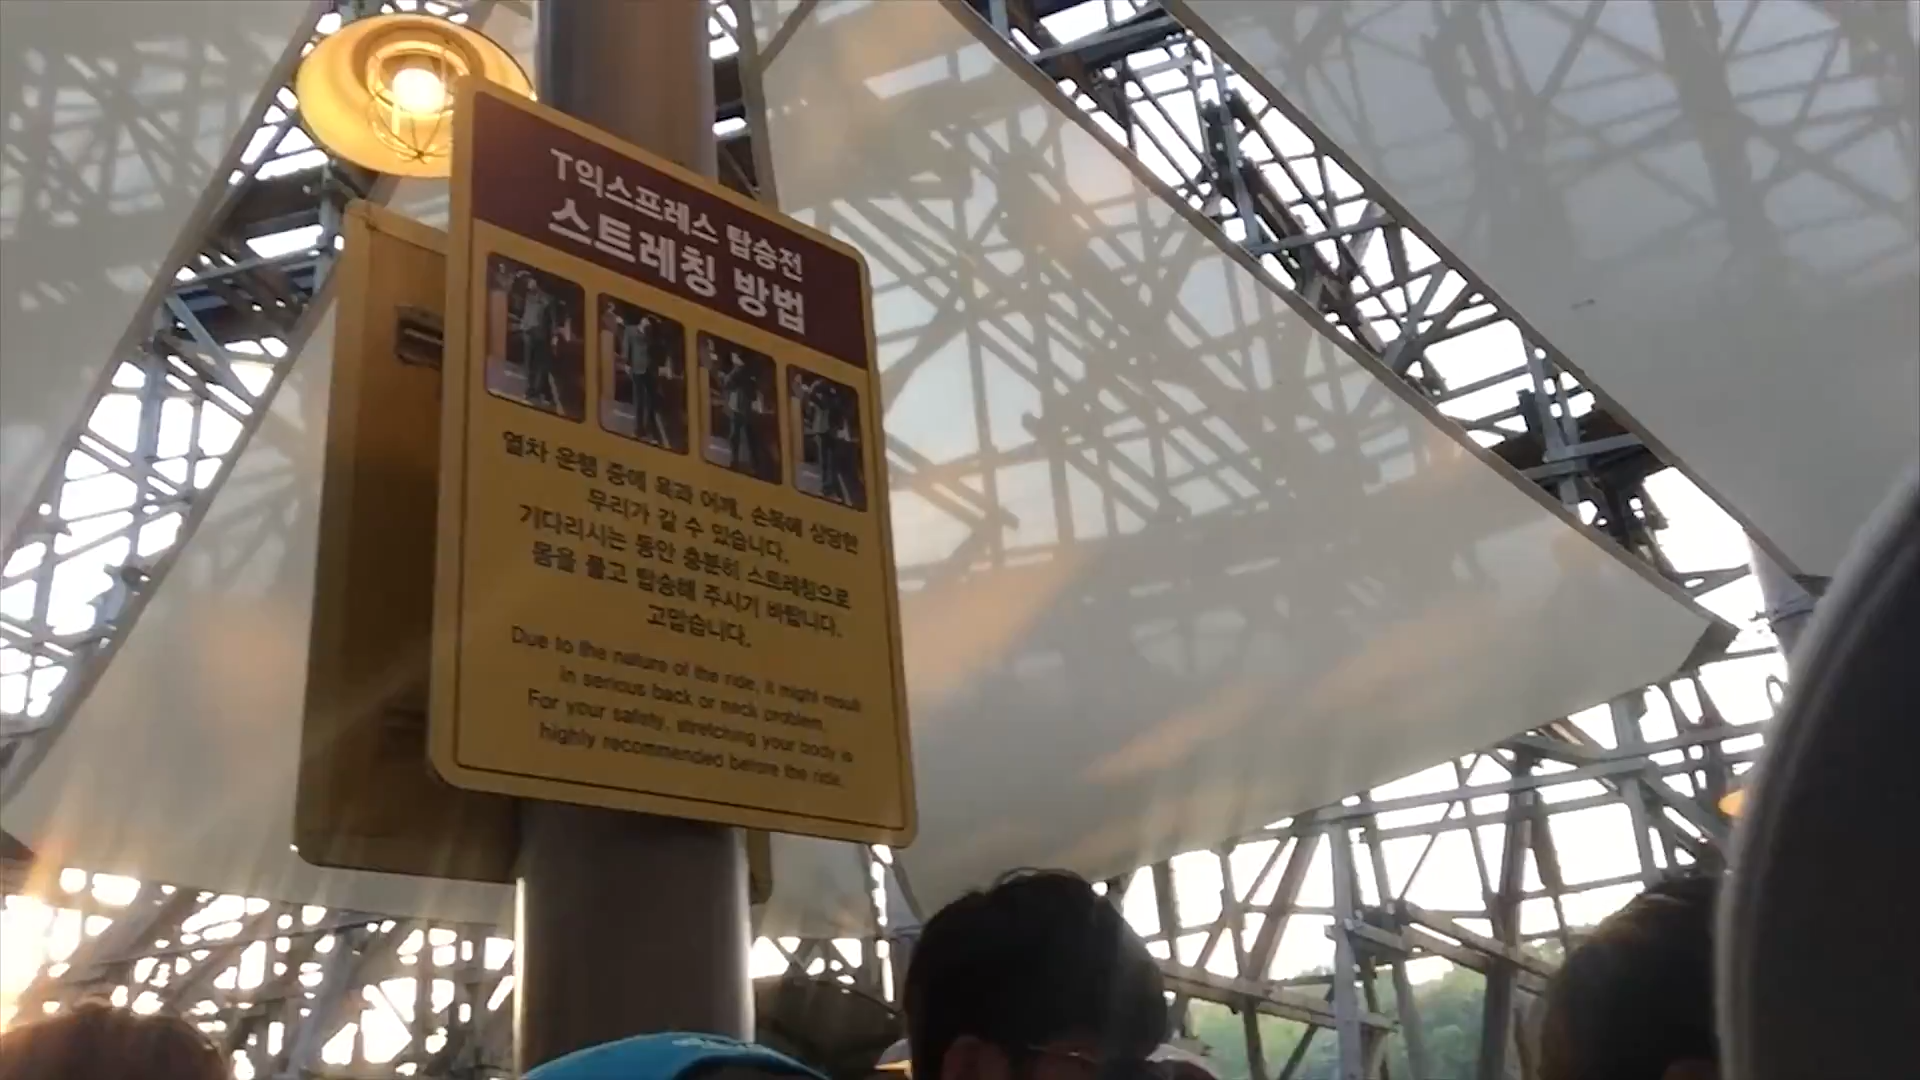 T익스프레스 탑승전
스트레칭 방법
열차 운행 중에 목과 어깨, 손목에 상당한
무리가 갈 수 있습니다.
기다리시는 동안 충분히 스트레칭으로
몸을 풀고 탑승해 주시기 바랍니다.
고맙습니다.
Due to the nature of the ride, it might result
in serious back or neck problem.
For your safety, stretching your body is
highly recommended before the ride.